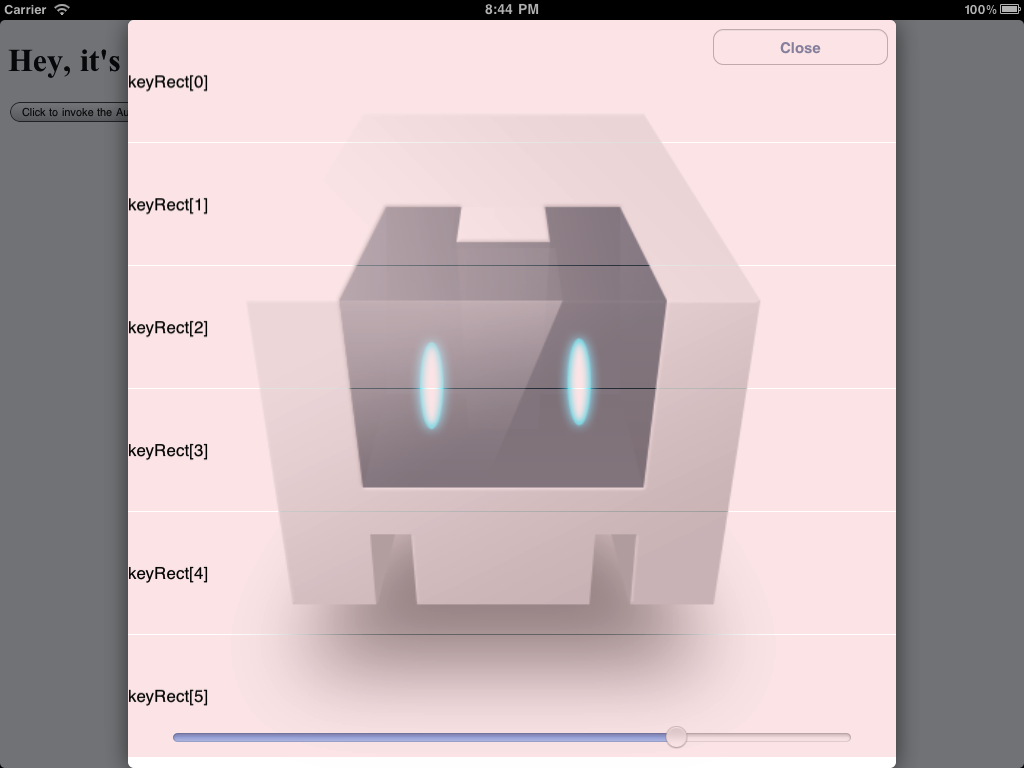 Carrier
8:44 PM
100%
Hey, it's
Click to invoke the Au
Close
keyRect[0]
keyRect[1]
keyRect[2]
keyRect[3]
keyRect[4]
keyRect[5]